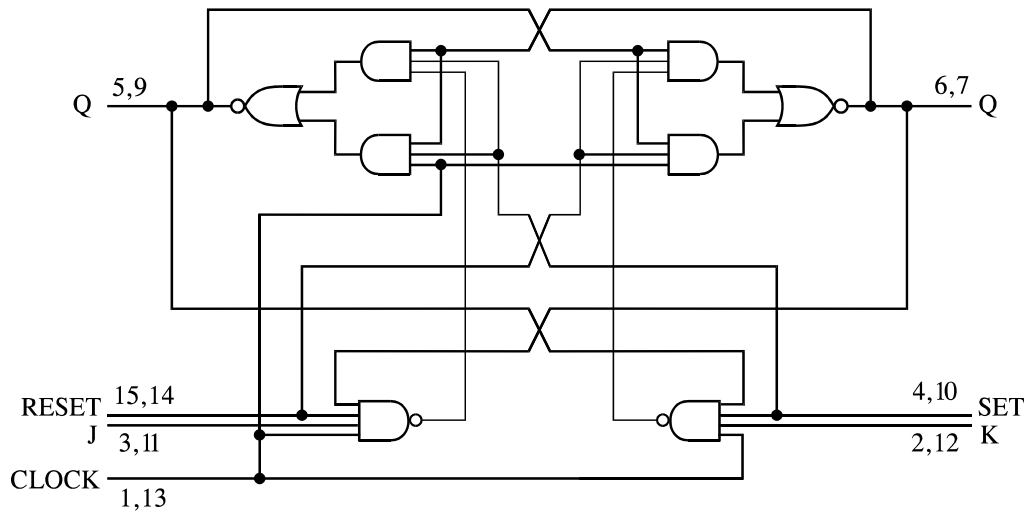 5,9
Q
6,7
Q
15,14
RESET
J
3,11
CLOCK
1,13
4,10
SET
K
2,12